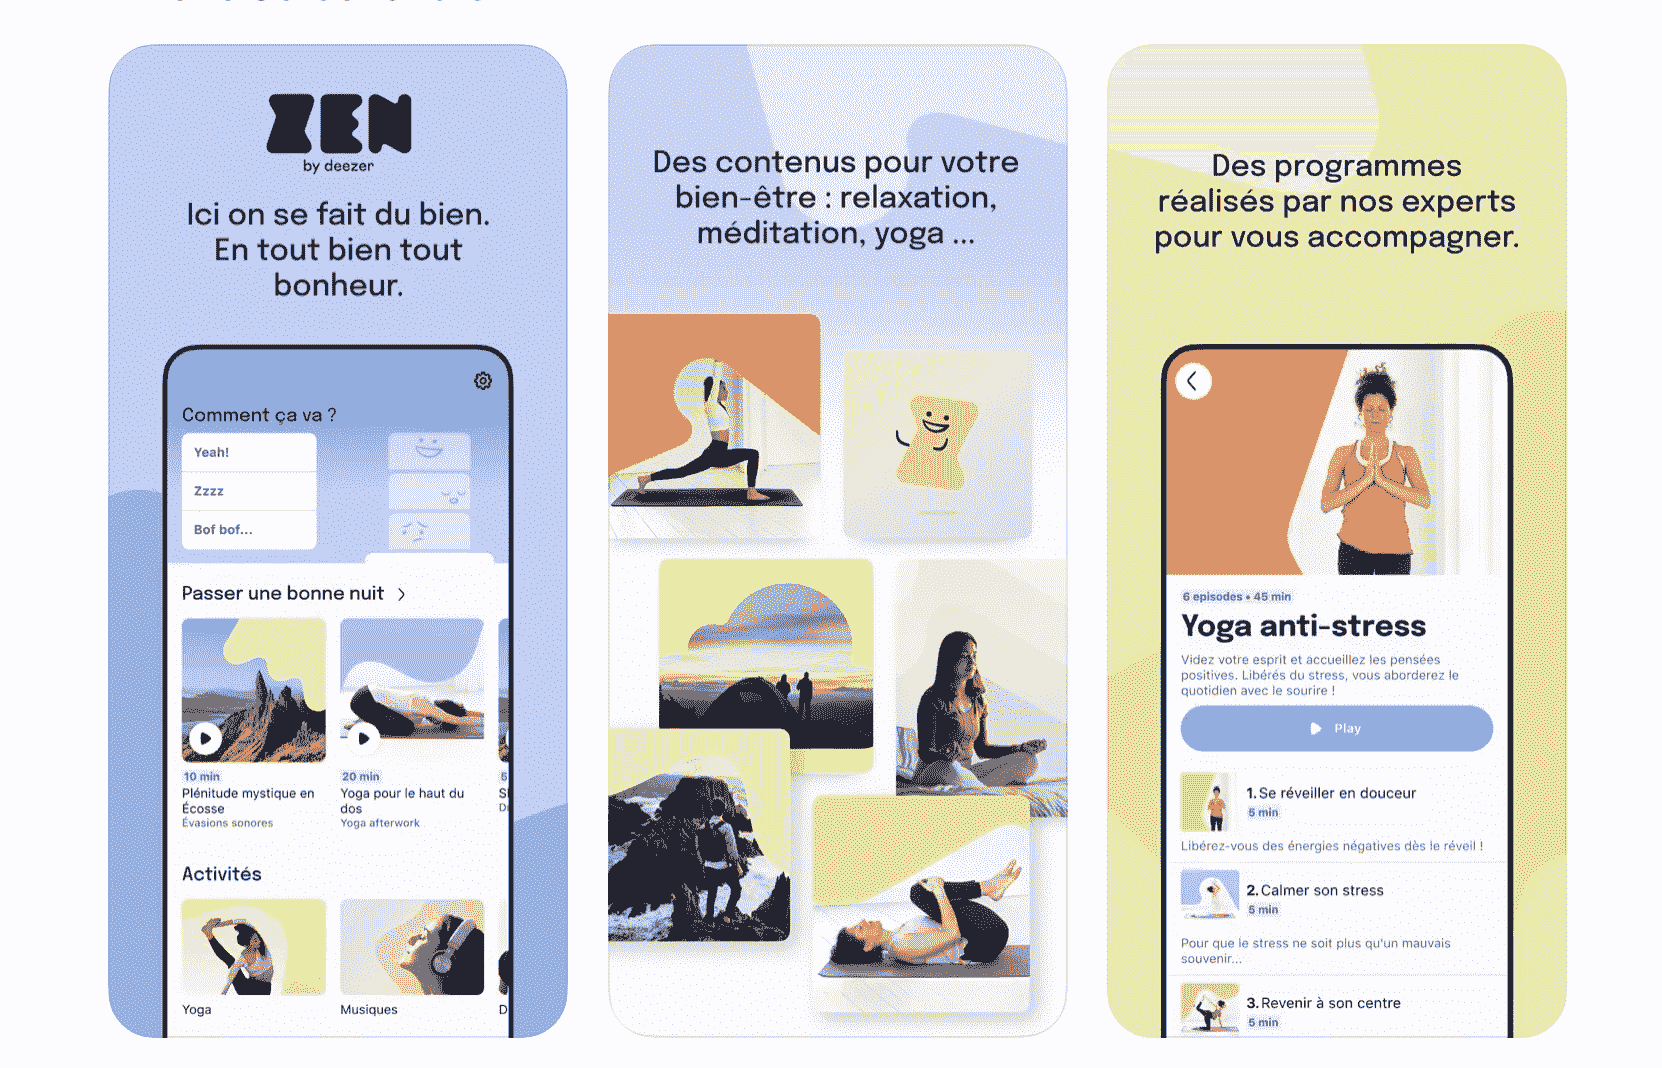 ZEN
by deezer
Ici on se fait du bien.
En tout bien tout
bonheur.
Comment ça va ?
Yeah!
Zzzz
Bof bof...
Passer une bonne nuit
10 min
Plénitude mystique en
Écosse
Évasions sonores
20 min
Yoga pour le haut du
dos
Yoga afterwork
Activités
Yoga
Musiques
Des contenus pour votre
bien-être : relaxation,
méditation, yoga ...
Des programmes
réalisés par nos experts
pour vous accompagner.
6 episodes • 45 min
Yoga anti-stress
Videz votre esprit et accueillez les pensées
positives. Libérés du stress, vous aborderez le
quotidien avec le sourire !
Play
1. Se réveiller en douceur
5 min
Libérez-vous des énergies négatives dès le réveil !
2. Calmer son stress
5 min
Pour que le stress ne soit plus qu'un mauvais
souvenir...
3. Revenir à son centre
5 min